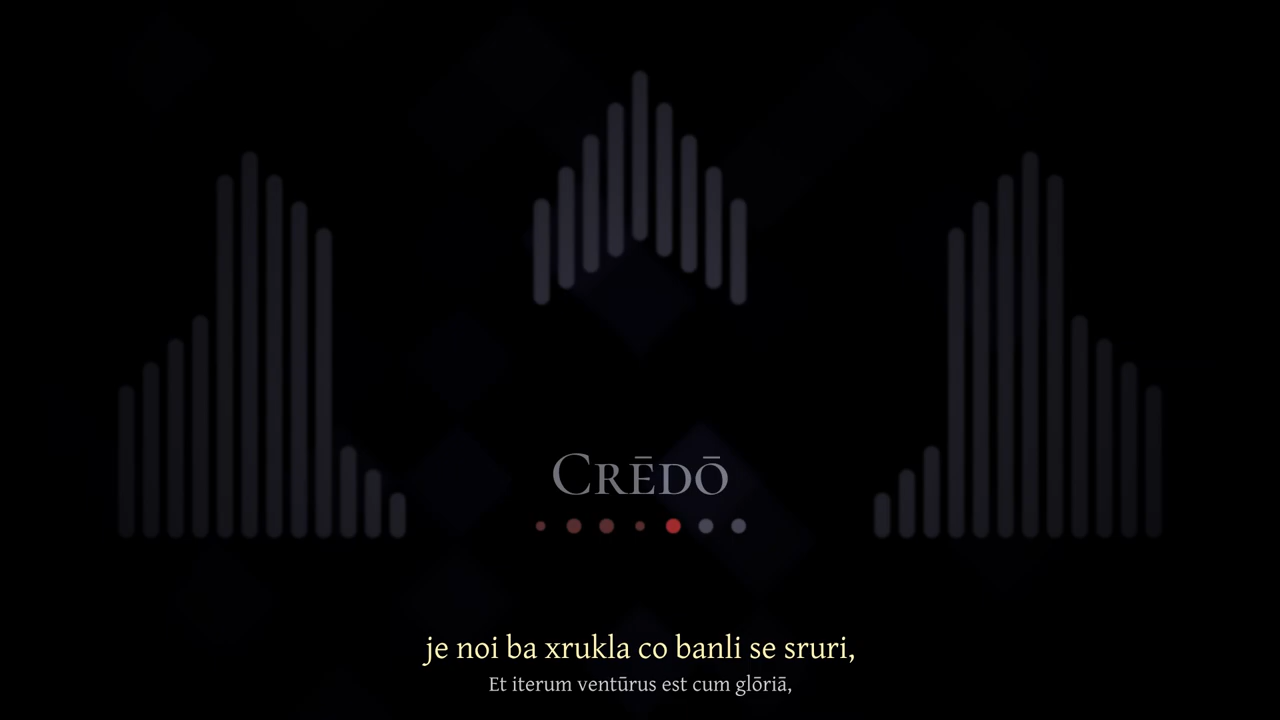 Crēdō
je noi ba xrukla co banli se sruri,
Et iterum ventūrus est cum glōriā,